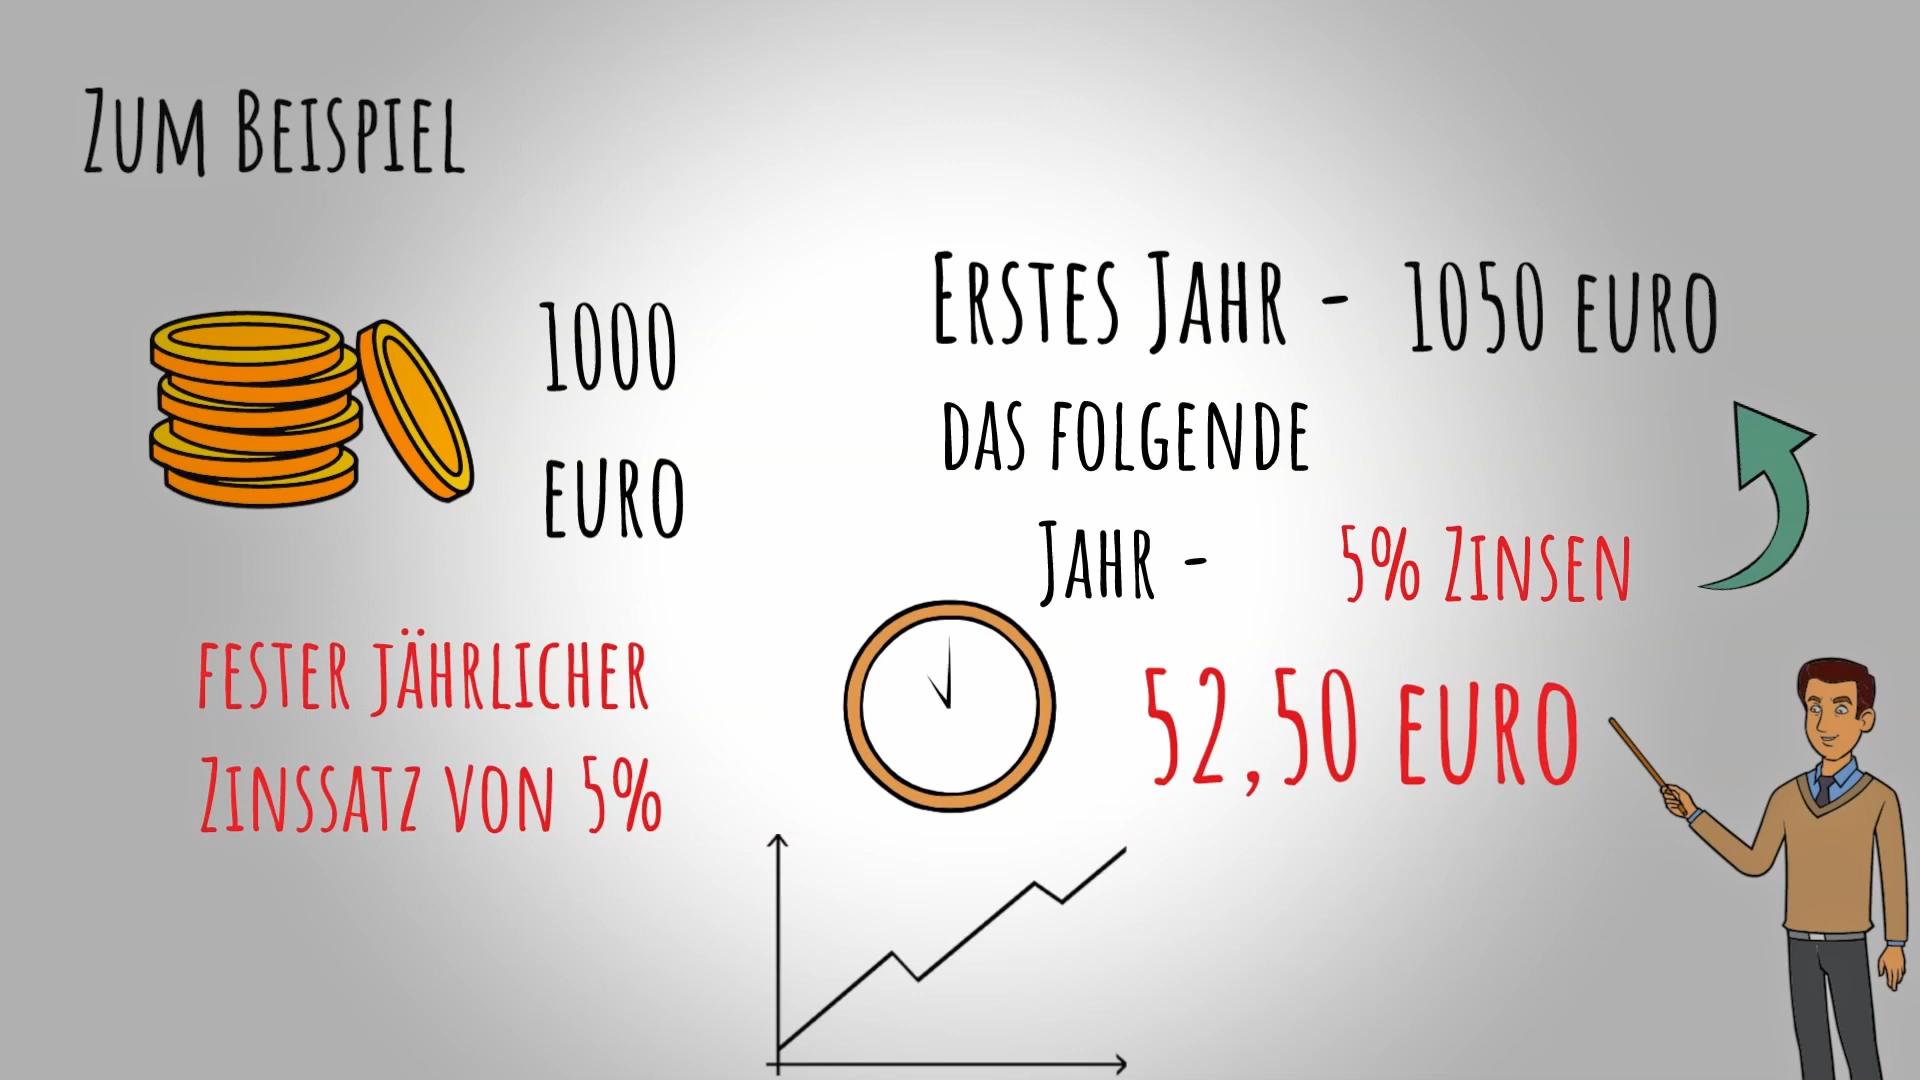 Zum Beispiel
1000
euro
fester jährlicher
Zinssatz von 5%
Erstes Jahr - 1050 euro
das folgende
Jahr - 5% Zinsen
52,50 euro